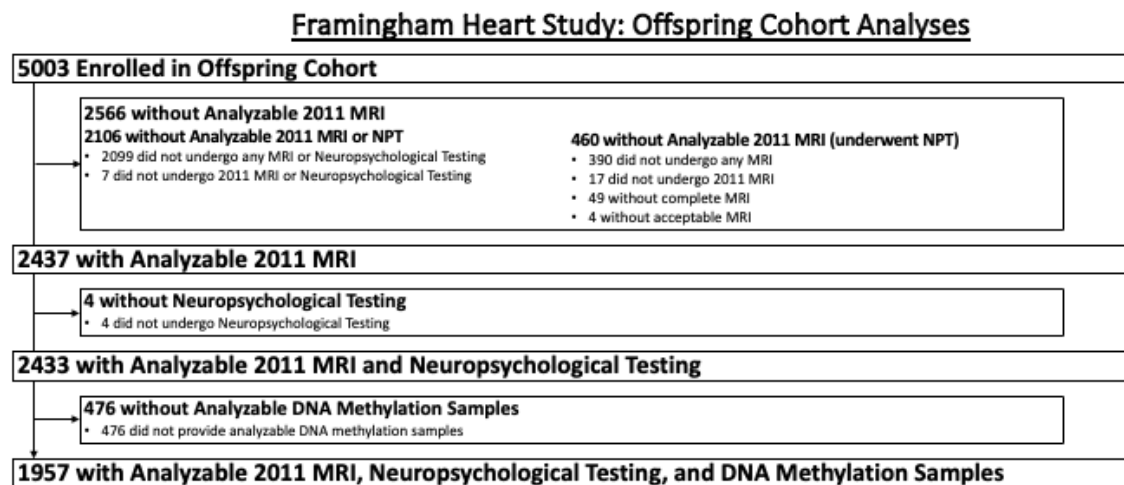 Framingham Heart Study: Offspring Cohort Analyses
5003 Enrolled in Offspring Cohort
2566 without Analyzable 2011 MRI
2106 without Analyzable 2011 MRI or NPT
• 2099 did not undergo any MRI or Neuropsychological Testing
• 7 did not undergo 2011 MRI or Neuropsychological Testing
460 without Analyzable 2011 MRI (underwent NPT)
• 390 did not undergo any MRI
• 17 did not undergo 2011 MRI
• 49 without complete MRI
• 4 without acceptable MRI
2437 with Analyzable 2011 MRI
4 without Neuropsychological Testing
• 4 did not undergo Neuropsychological Testing
2433 with Analyzable 2011 MRI and Neuropsychological Testing
476 without Analyzable DNA Methylation Samples
• 476 did not provide analyzable DNA methylation samples
1957 with Analyzable 2011 MRI, Neuropsychological Testing, and DNA Methylation Samples